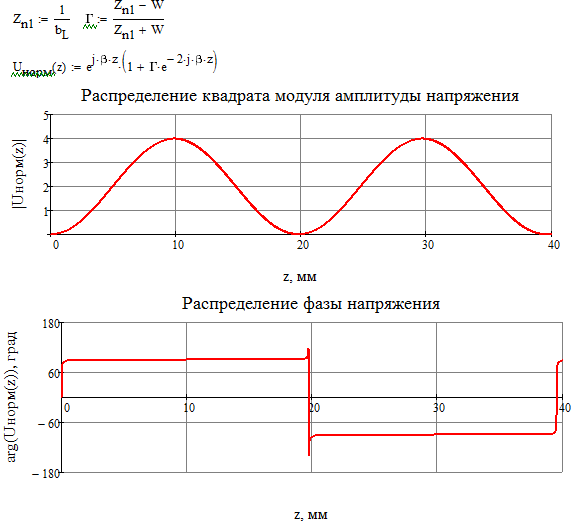 Zn1 := 1/bL Γ := (Zn1 − W)/(Zn1 + W)
Uнорм(z) := e^(j·β·z)·(1 + Γ·e^(−2·j·β·z))
Распределение квадрата модуля амплитуды напряжения
|Uнорм(z)|
5
4
3
2
1
0 10 20 30 40
z, мм
Распределение фазы напряжения
arg(Uнорм(z)), град
180
60
− 60
− 180
0 10 20 30 40
z, мм